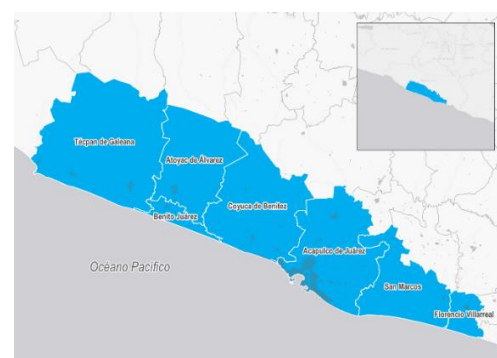 Técpan de Galeana
Atoyac de Álvarez
Benito Juárez
Coyuca de Benítez
Acapulco de Juárez
San Marcos
Florencio Villarreal
Océano Pacífico